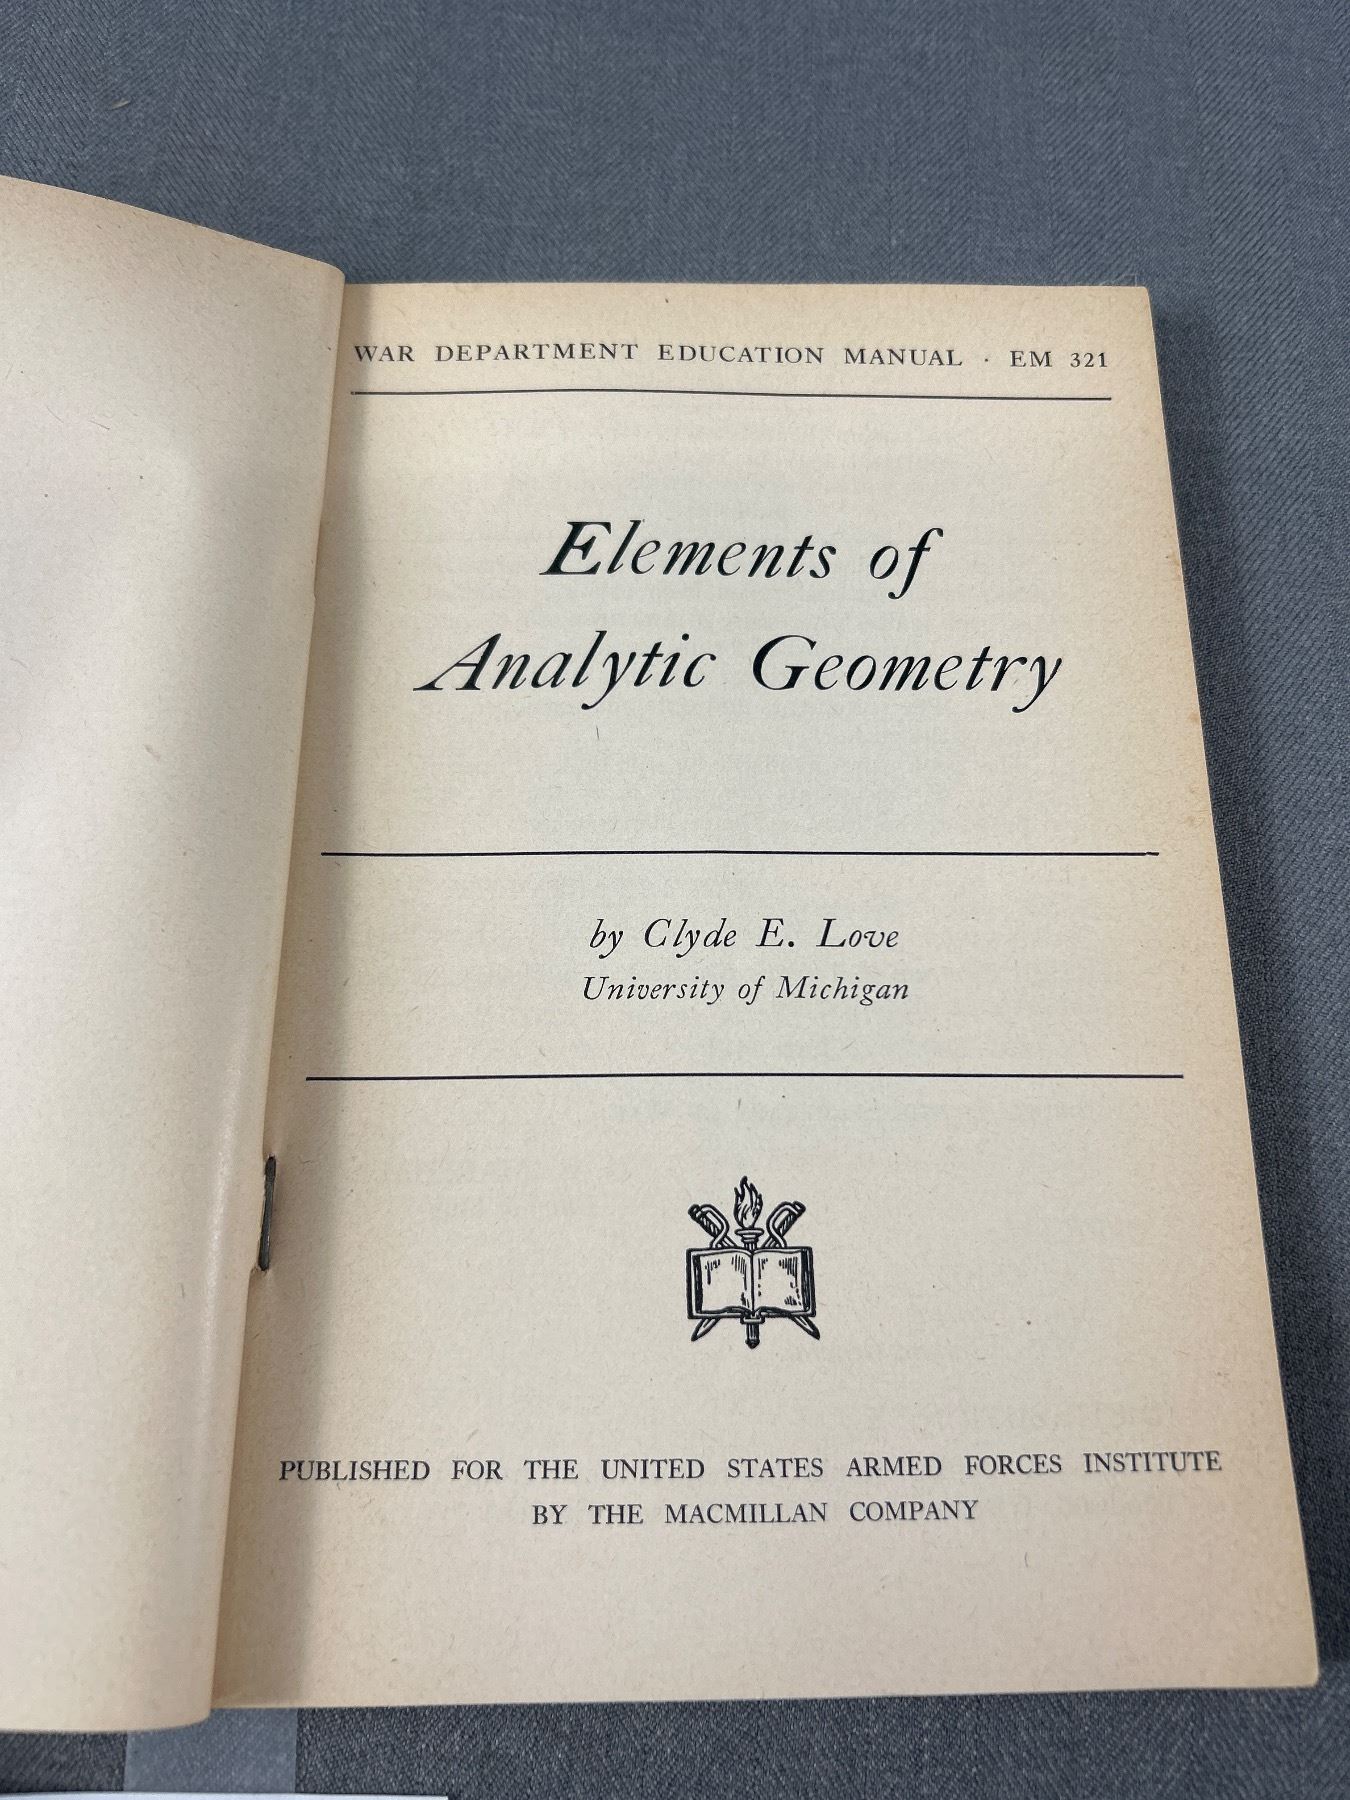 WAR DEPARTMENT EDUCATION MANUAL · EM 321
Elements of
Analytic Geometry
by Clyde E. Love
University of Michigan
PUBLISHED FOR THE UNITED STATES ARMED FORCES INSTITUTE
BY THE MACMILLAN COMPANY